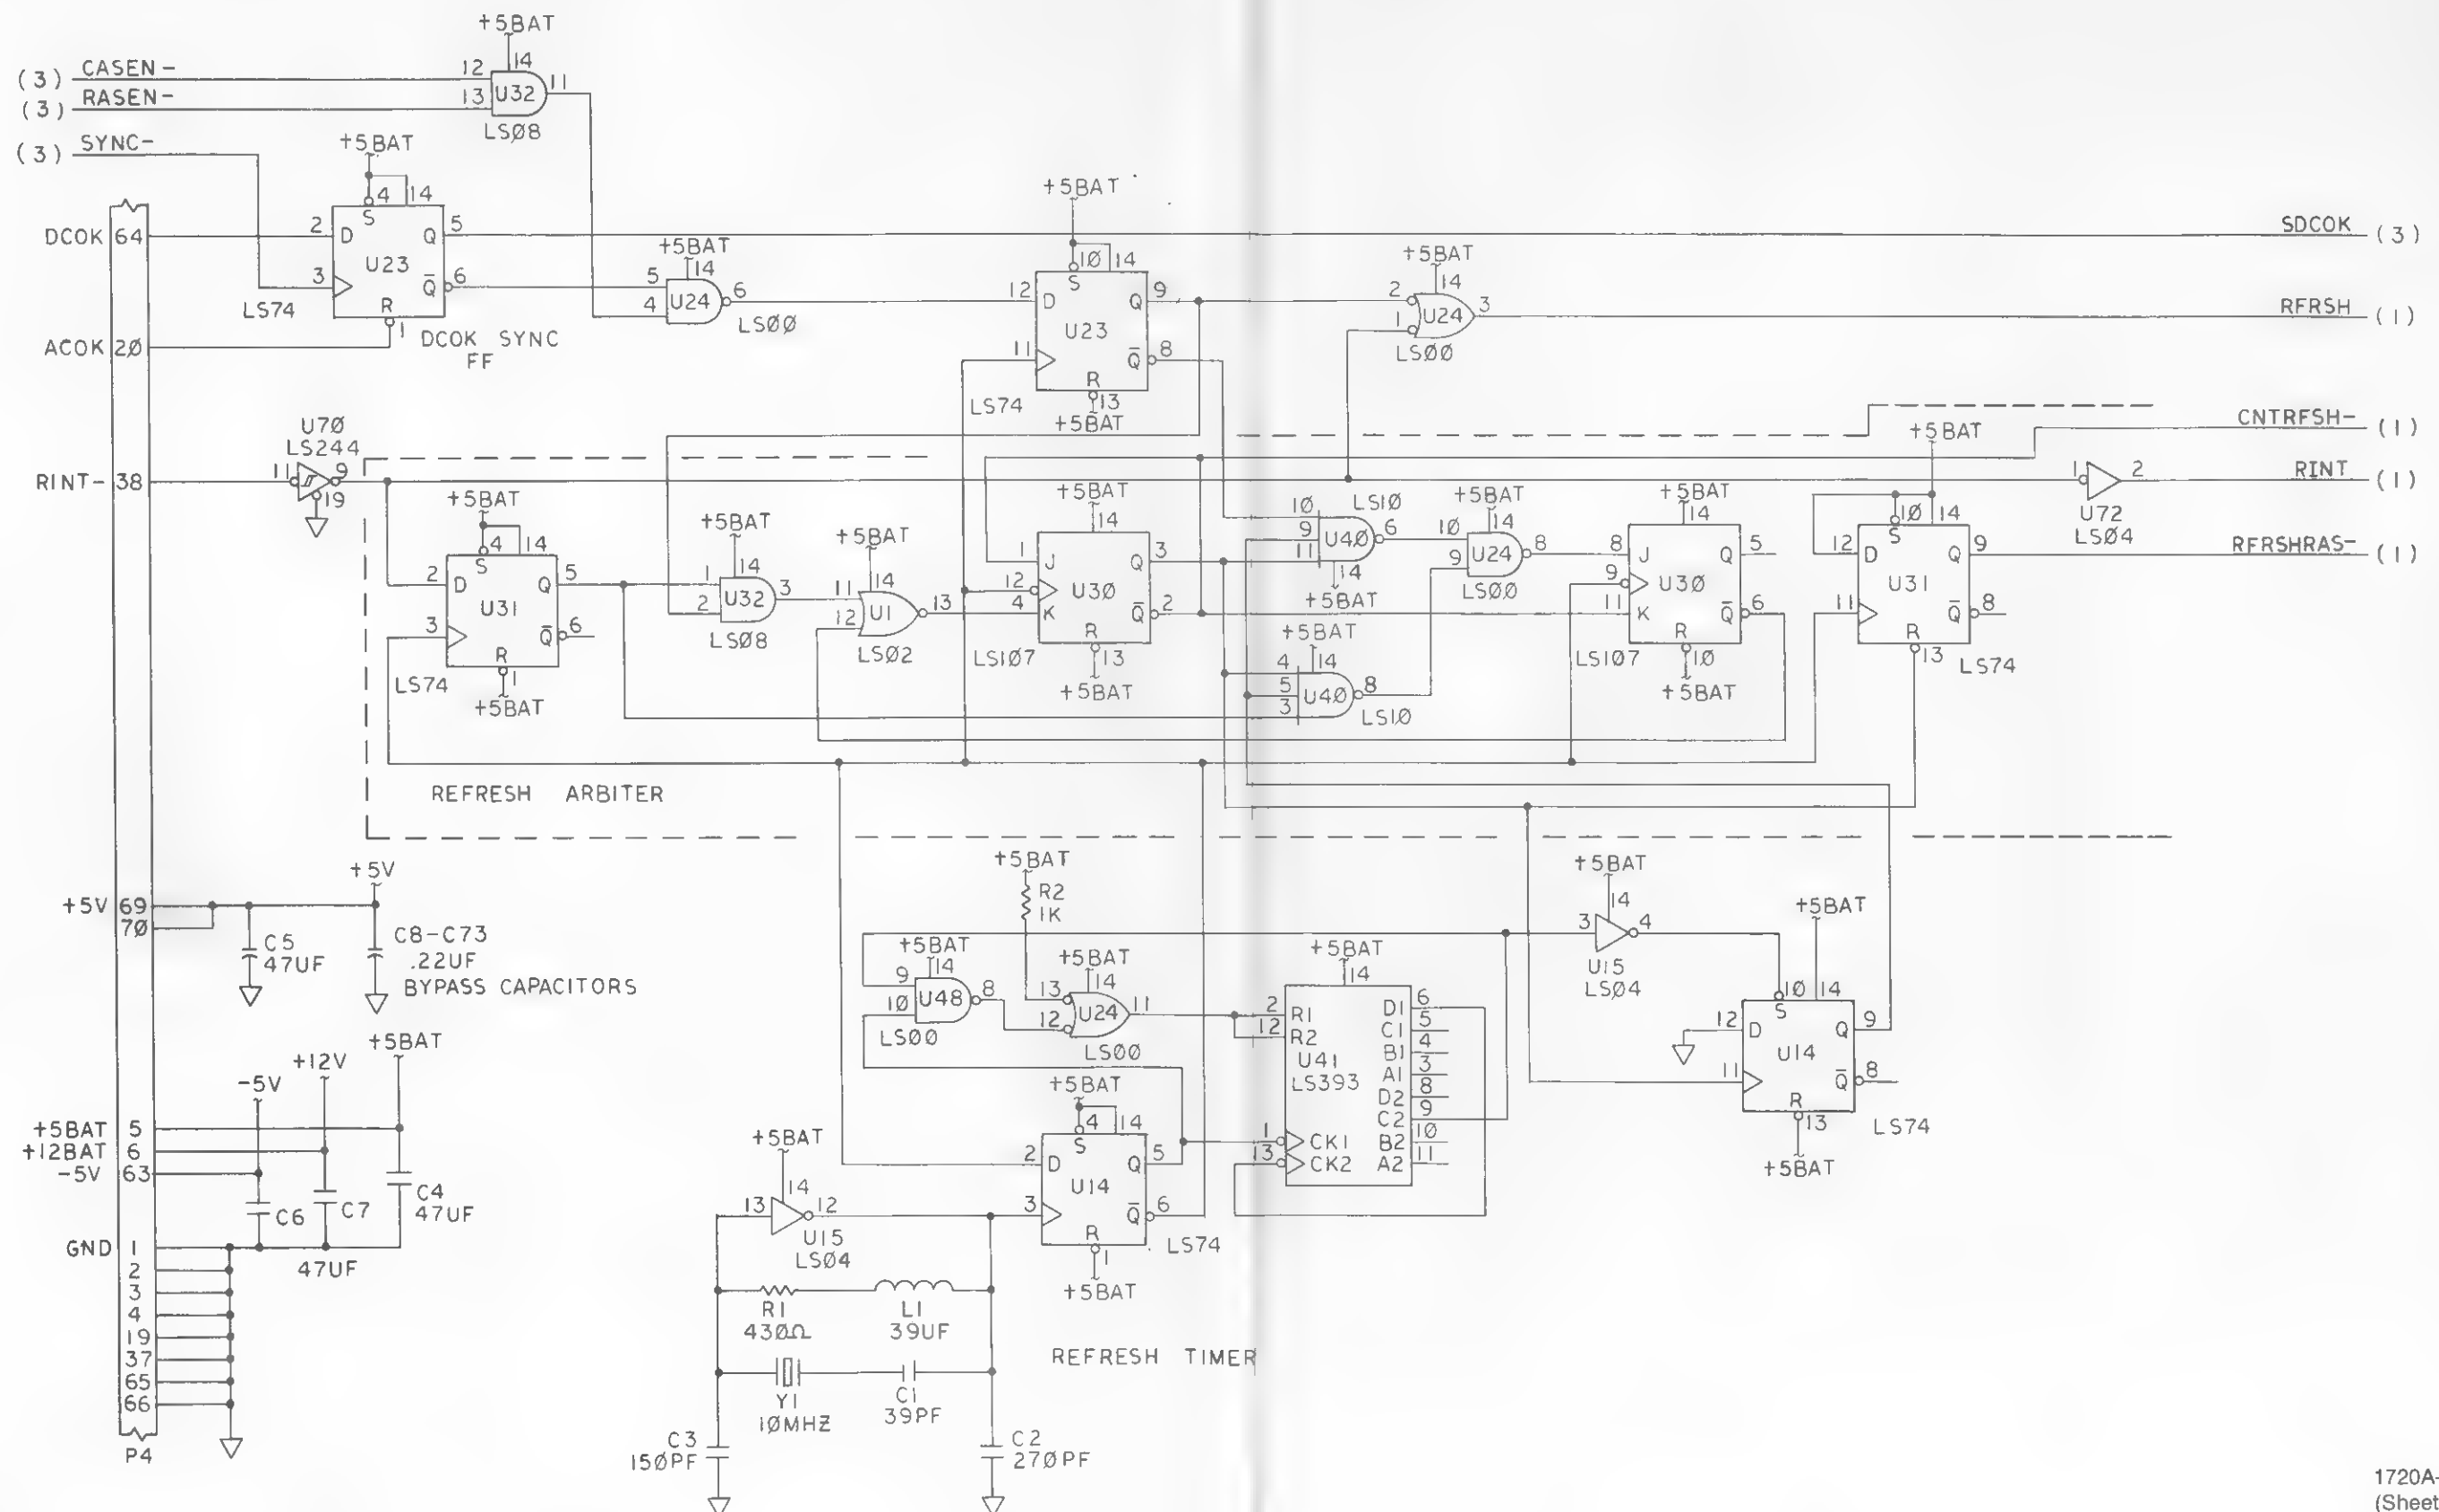 +5BAT
(3) CASEN-
12
14
11
U32
(3) RASEN-
13
LSØ8
(3) SYNC-
+5BAT
4
14
S
DCOK 64
2
D
Q
5
U23
3
Q̅
6
LS74
R
1
DCOK SYNC
FF
ACOK 2Ø
+5BAT
14
5
4
U24
6
LSØØ
+5BAT
1Ø
14
S
12
D
Q
9
U23
11
Q̅
8
R
LS74
13
+5BAT
+5BAT
14
2
1
U24
3
LSØØ
SDCOK (3)
RFRSH (1)
CNTRFSH- (1)
RINT (1)
RFRSHRAS- (1)
U7Ø
LS244
RINT- 38
11
9
19
+5BAT
4
14
S
2
D
Q
5
U31
3
Q̅
6
R
LS74
1
+5BAT
+5BAT
14
1
2
U32
3
LSØ8
+5BAT
14
11
12
U1
13
LSØ2
+5BAT
14
1
J
Q
3
12
U3Ø
4
K
Q̅
2
R
LS1Ø7
13
+5BAT
LS1Ø
1Ø
9
11
U4Ø
6
14
+5BAT
+5BAT
14
1Ø
9
U24
8
LSØØ
+5BAT
4
14
5
3
U4Ø
8
LS1Ø
+5BAT
14
8
J
Q
5
9
U3Ø
11
K
Q̅
6
R
LS1Ø7
1Ø
+5BAT
+5BAT
1Ø
14
S
12
D
Q
9
U31
11
Q̅
8
R
13
LS74
1
2
U72
LSØ4
REFRESH ARBITER
+5V
+5V 69
7Ø
C5
47UF
C8-C73
.22UF
BYPASS CAPACITORS
+5BAT
+12V
-5V
+5BAT 5
+12BAT 6
-5V 63
C6
C7
C4
47UF
GND 1
47UF
2
3
4
19
37
65
66
P4
+5BAT
R2
1K
+5BAT
14
9
1Ø
U48
8
LSØØ
+5BAT
14
13
12
U24
11
LSØØ
+5BAT
14
2
R1
12
R2
U41
LS393
D1
6
C1
5
B1
4
A1
3
D2
8
C2
9
B2
1Ø
A2
11
1
CK1
13
CK2
+5BAT
14
3
4
U15
LSØ4
+5BAT
1Ø
14
S
12
D
Q
9
U14
11
Q̅
8
R
13
LS74
+5BAT
+5BAT
4
14
S
2
D
Q
5
U14
3
Q̅
6
R
1
LS74
+5BAT
+5BAT
14
13
12
U15
LSØ4
R1
43ØΩ
L1
39UF
Y1
1ØMHZ
C1
39PF
C3
15ØPF
C2
27ØPF
REFRESH TIMER
1720A-
(Sheet